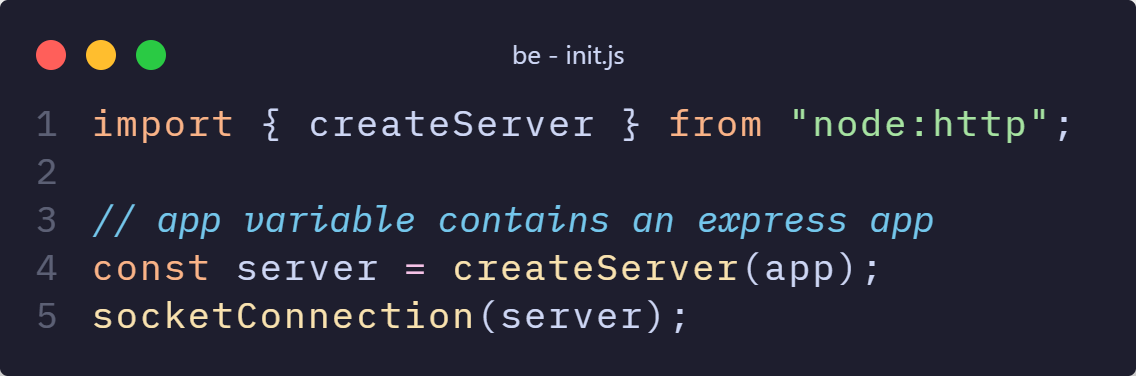 be - init.js
1 import { createServer } from "node:http";
2
3 // app variable contains an express app
4 const server = createServer(app);
5 socketConnection(server);